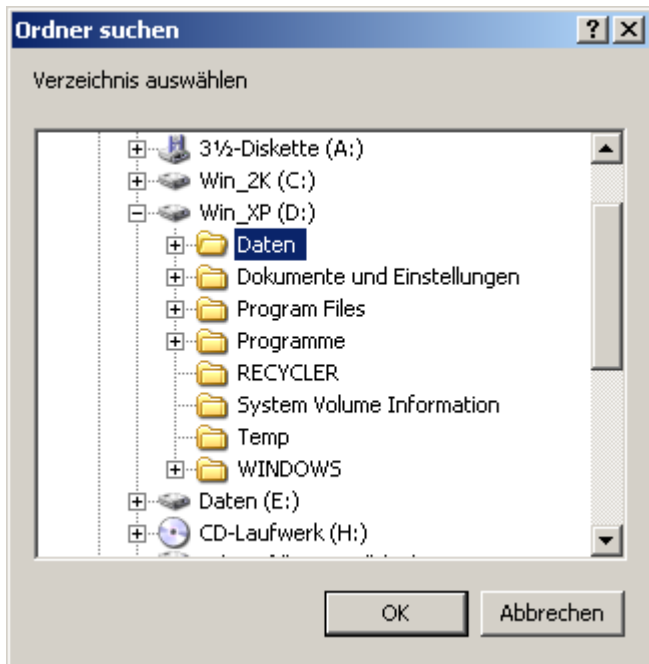 Ordner suchen
Verzeichnis auswählen
3½-Diskette (A:)
Win_2K (C:)
Win_XP (D:)
Daten
Dokumente und Einstellungen
Program Files
Programme
RECYCLER
System Volume Information
Temp
WINDOWS
Daten (E:)
CD-Laufwerk (H:)
OK Abbrechen